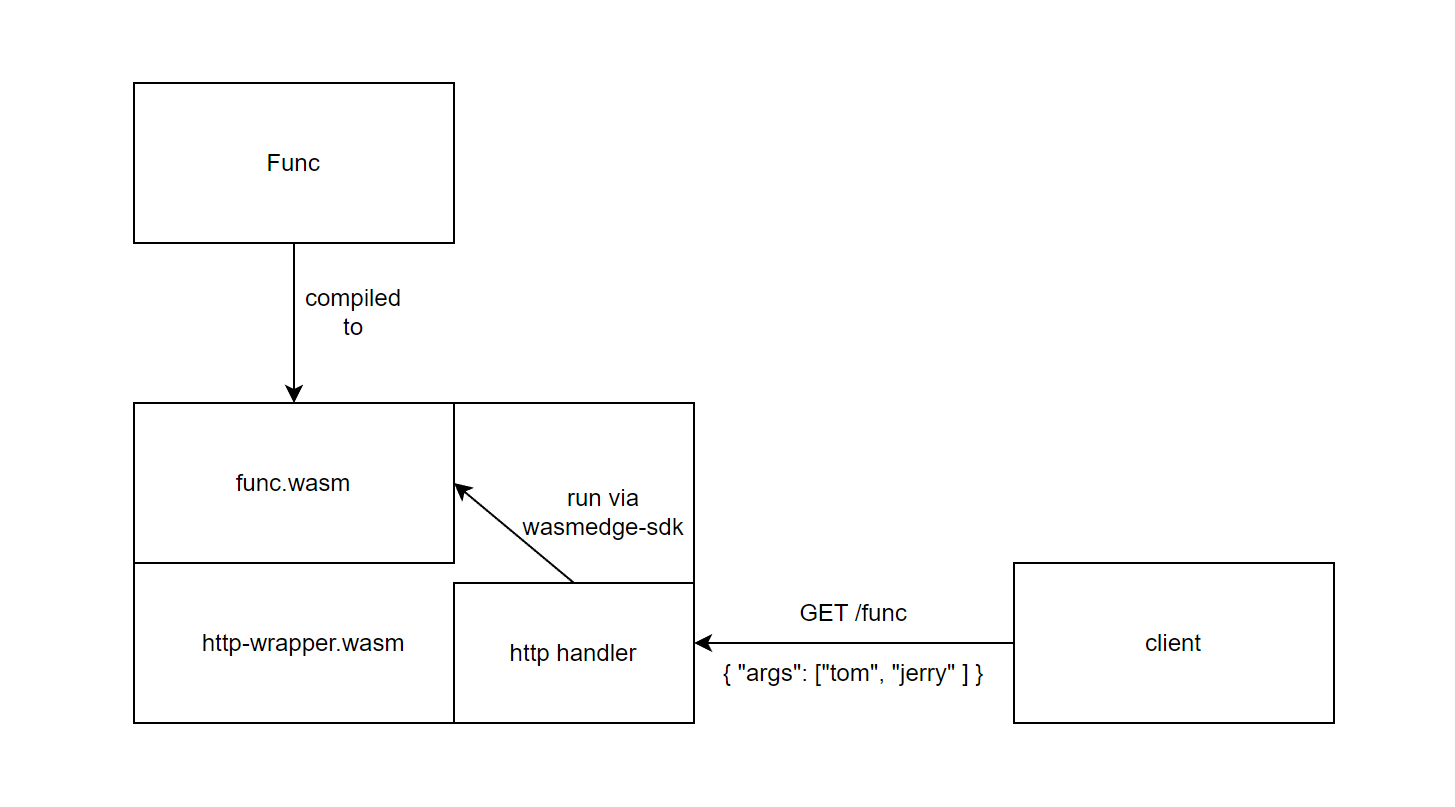 Func
compiled
to
func.wasm
run via
wasmedge-sdk
GET /func
http-wrapper.wasm
http handler
client
{ "args": ["tom", "jerry" ] }